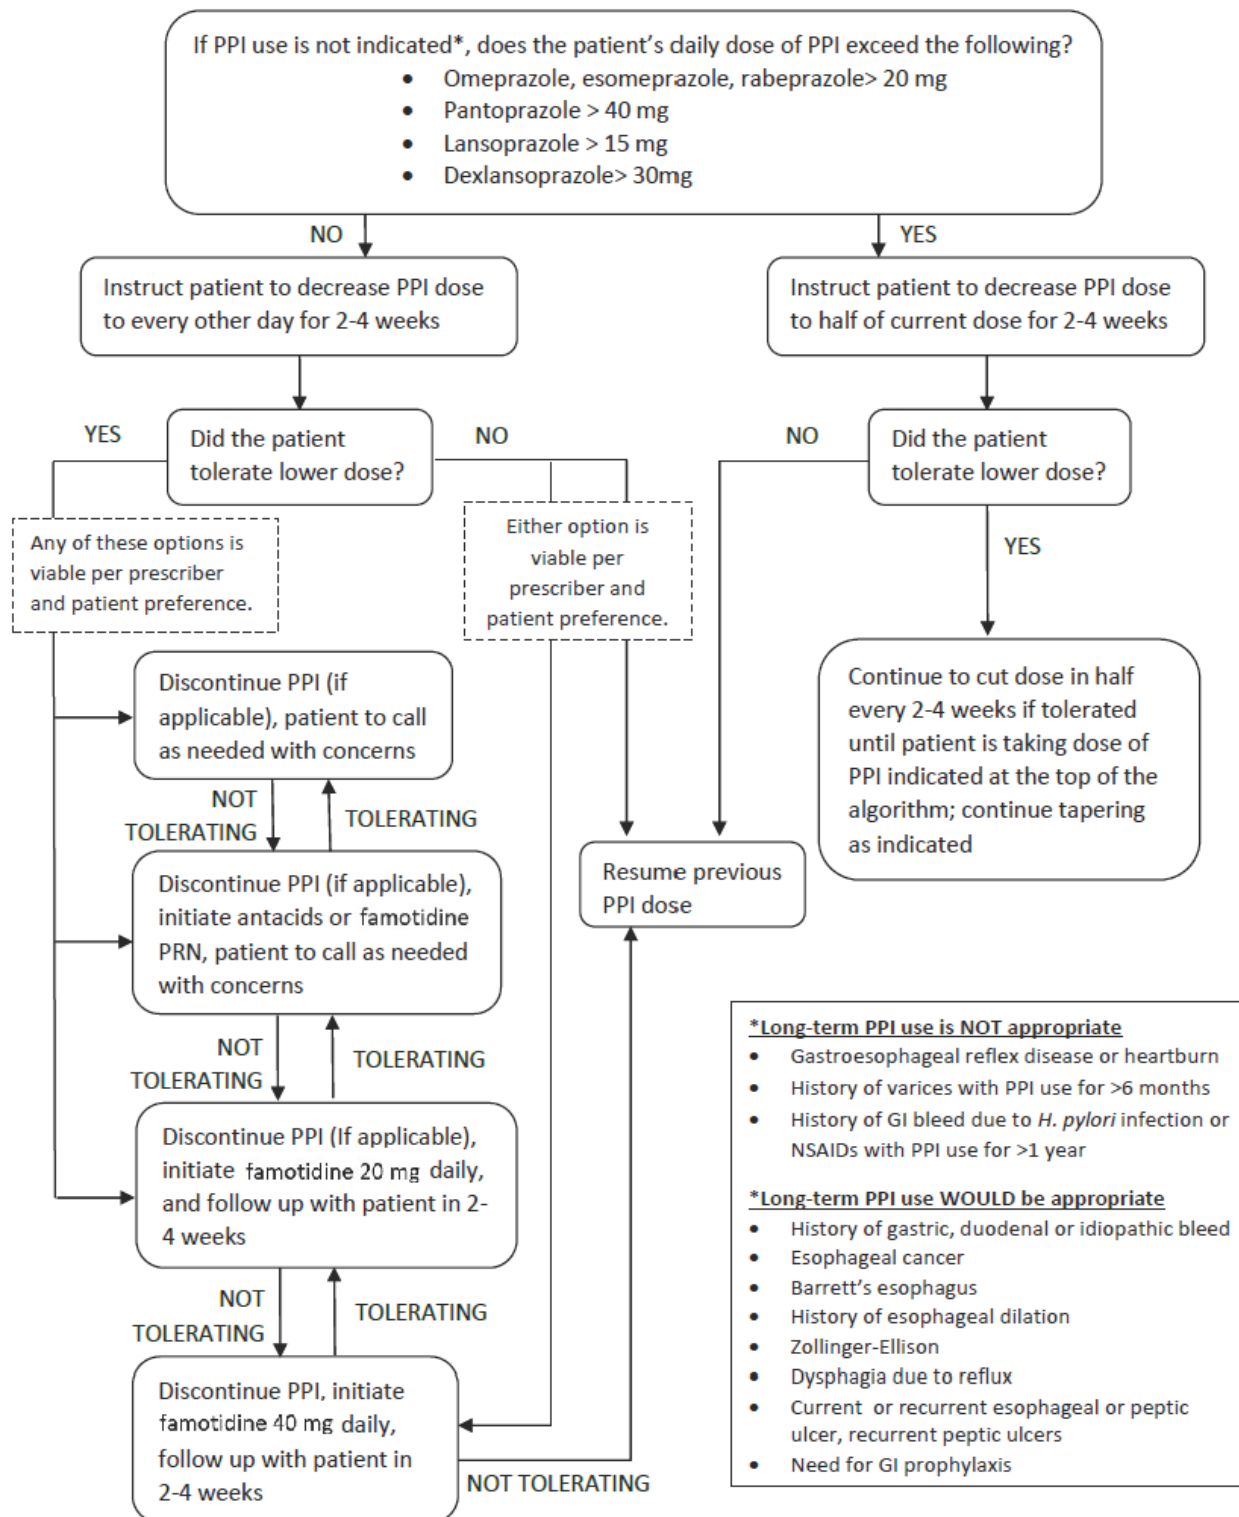 If PPI use is not indicated*, does the patient's daily dose of PPI exceed the following?
• Omeprazole, esomeprazole, rabeprazole> 20 mg
• Pantoprazole > 40 mg
• Lansoprazole > 15 mg
• Dexlansoprazole> 30mg
NO
YES
Instruct patient to decrease PPI dose
to every other day for 2-4 weeks
Instruct patient to decrease PPI dose
to half of current dose for 2-4 weeks
YES
Did the patient
tolerate lower dose?
NO
NO
Did the patient
tolerate lower dose?
Any of these options is
viable per prescriber
and patient preference.
Either option is
viable per
prescriber and
patient preference.
YES
Discontinue PPI (if
applicable), patient to call
as needed with concerns
Continue to cut dose in half
every 2-4 weeks if tolerated
until patient is taking dose of
PPI indicated at the top of the
algorithm; continue tapering
as indicated
NOT
TOLERATING
TOLERATING
Discontinue PPI (if applicable),
initiate antacids or famotidine
PRN, patient to call as needed
with concerns
Resume previous
PPI dose
NOT
TOLERATING
TOLERATING
Discontinue PPI (If applicable),
initiate famotidine 20 mg daily,
and follow up with patient in 2-
4 weeks
NOT
TOLERATING
TOLERATING
Discontinue PPI, initiate
famotidine 40 mg daily,
follow up with patient in
2-4 weeks
NOT TOLERATING
*Long-term PPI use is NOT appropriate
• Gastroesophageal reflex disease or heartburn
• History of varices with PPI use for >6 months
• History of GI bleed due to H. pylori infection or
NSAIDs with PPI use for >1 year
*Long-term PPI use WOULD be appropriate
• History of gastric, duodenal or idiopathic bleed
• Esophageal cancer
• Barrett's esophagus
• History of esophageal dilation
• Zollinger-Ellison
• Dysphagia due to reflux
• Current or recurrent esophageal or peptic
ulcer, recurrent peptic ulcers
• Need for GI prophylaxis